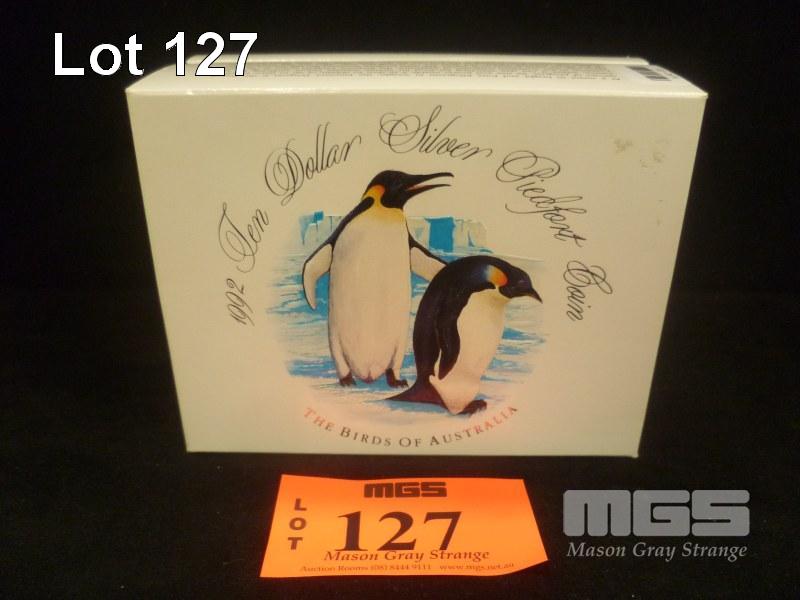 Lot 127
1992 Ten Dollar Silver Piedfort Coin
THE BIRDS OF AUSTRALIA
MGS
LOT
127
Mason Gray Strange
Auction Rooms (08) 8444 9111 www.mgs.net.au
MGS
Mason Gray Strange